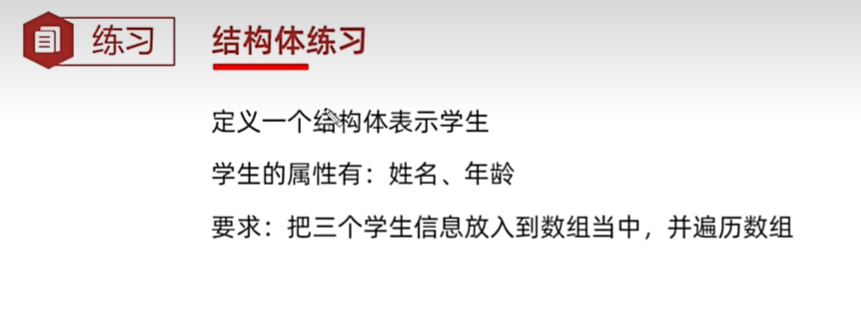 练习 结构体练习
定义一个结构体表示学生
学生的属性有：姓名、年龄
要求：把三个学生信息放入到数组当中，并遍历数组